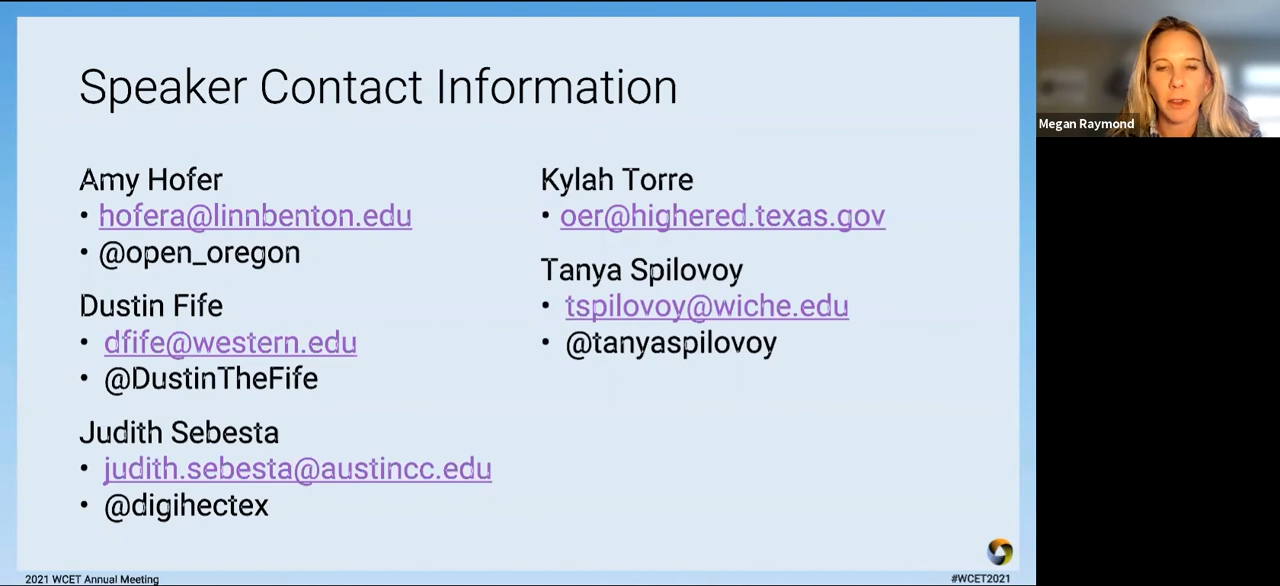 Speaker Contact Information
Amy Hofer
• hofera@linnbenton.edu
• @open_oregon
Dustin Fife
• dfife@western.edu
• @DustinTheFife
Judith Sebesta
• judith.sebesta@austincc.edu
• @digihectex
Kylah Torre
• oer@highered.texas.gov
Tanya Spilovoy
• tspilovoy@wiche.edu
• @tanyaspilovoy
2021 WCET Annual Meeting
#WCET2021
Megan Raymond